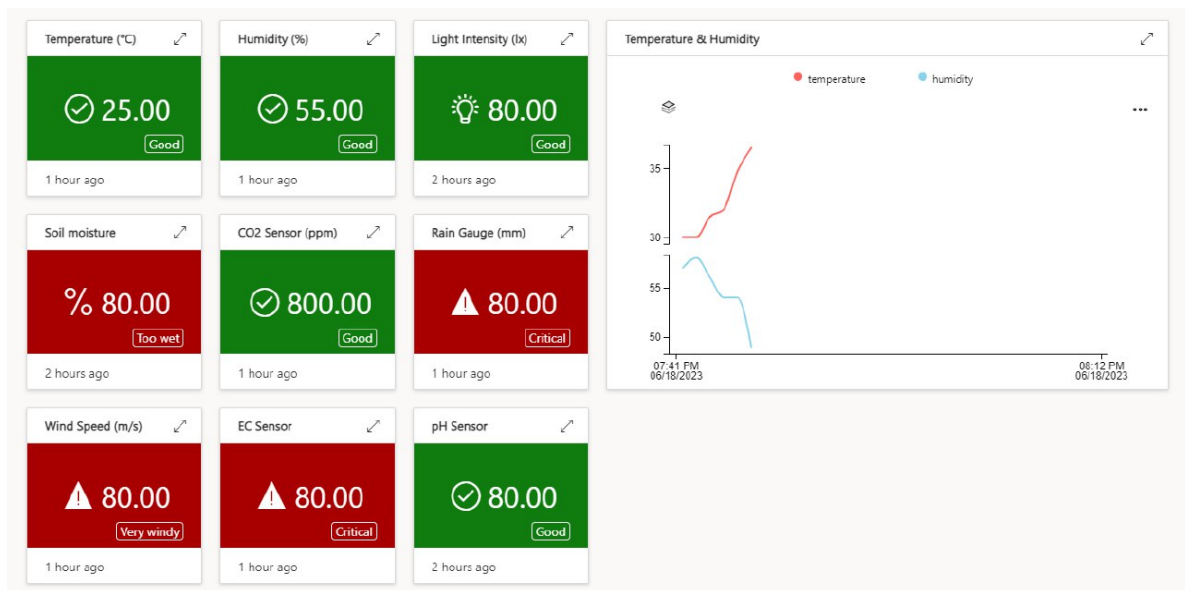 Temperature (°C)
25.00
Good
1 hour ago
Humidity (%)
55.00
Good
1 hour ago
Light Intensity (lx)
80.00
Good
2 hours ago
Temperature & Humidity
temperature
humidity
35
30
55
50
07:41 PM
06/18/2023
08:12 PM
06/18/2023
Soil moisture
% 80.00
Too wet
2 hours ago
CO2 Sensor (ppm)
800.00
Good
1 hour ago
Rain Gauge (mm)
80.00
Critical
1 hour ago
Wind Speed (m/s)
80.00
Very windy
1 hour ago
EC Sensor
80.00
Critical
1 hour ago
pH Sensor
80.00
Good
2 hours ago